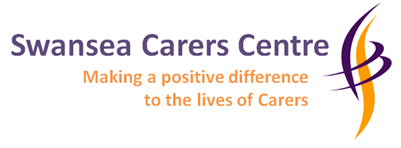 Swansea Carers Centre
Making a positive difference
to the lives of Carers